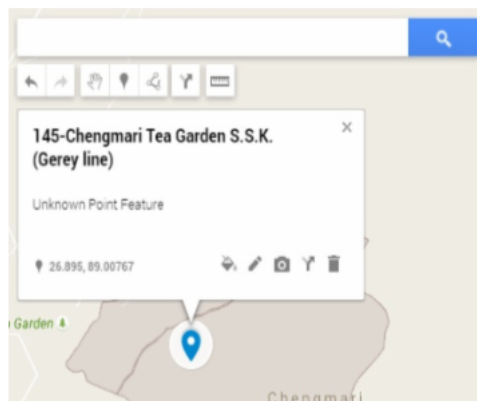 145-Chengmari Tea Garden S.S.K.
(Gerey line)
Unknown Point Feature
26.895, 89.00767
Garden
Chengmari